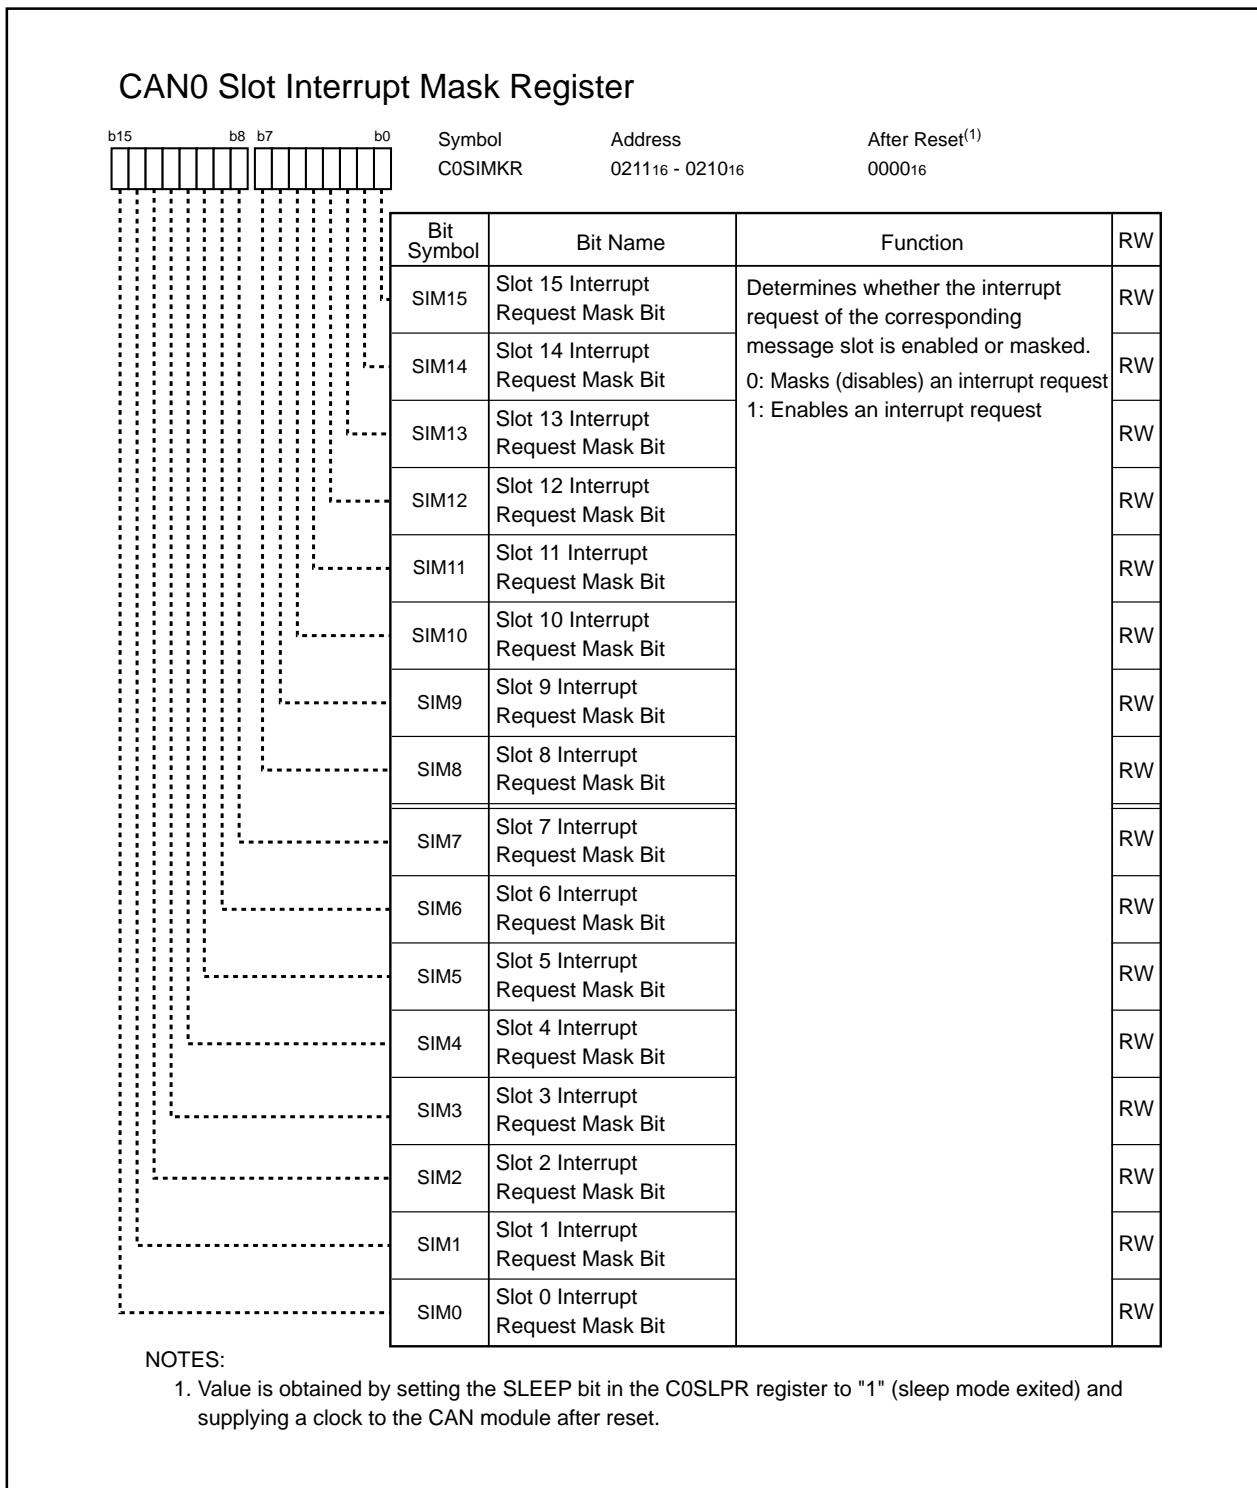 CAN0 Slot Interrupt Mask Register
b15 b8 b7 b0 Symbol Address After Reset(1)
C0SIMKR 021116 - 021016 000016
Bit Symbol Bit Name Function RW
SIM15 Slot 15 Interrupt Request Mask Bit RW
Determines whether the interrupt
request of the corresponding
message slot is enabled or masked.
0: Masks (disables) an interrupt request
1: Enables an interrupt request
SIM14 Slot 14 Interrupt Request Mask Bit RW
SIM13 Slot 13 Interrupt Request Mask Bit RW
SIM12 Slot 12 Interrupt Request Mask Bit RW
SIM11 Slot 11 Interrupt Request Mask Bit RW
SIM10 Slot 10 Interrupt Request Mask Bit RW
SIM9 Slot 9 Interrupt Request Mask Bit RW
SIM8 Slot 8 Interrupt Request Mask Bit RW
SIM7 Slot 7 Interrupt Request Mask Bit RW
SIM6 Slot 6 Interrupt Request Mask Bit RW
SIM5 Slot 5 Interrupt Request Mask Bit RW
SIM4 Slot 4 Interrupt Request Mask Bit RW
SIM3 Slot 3 Interrupt Request Mask Bit RW
SIM2 Slot 2 Interrupt Request Mask Bit RW
SIM1 Slot 1 Interrupt Request Mask Bit RW
SIM0 Slot 0 Interrupt Request Mask Bit RW
NOTES:
1. Value is obtained by setting the SLEEP bit in the C0SLPR register to "1" (sleep mode exited) and
supplying a clock to the CAN module after reset.